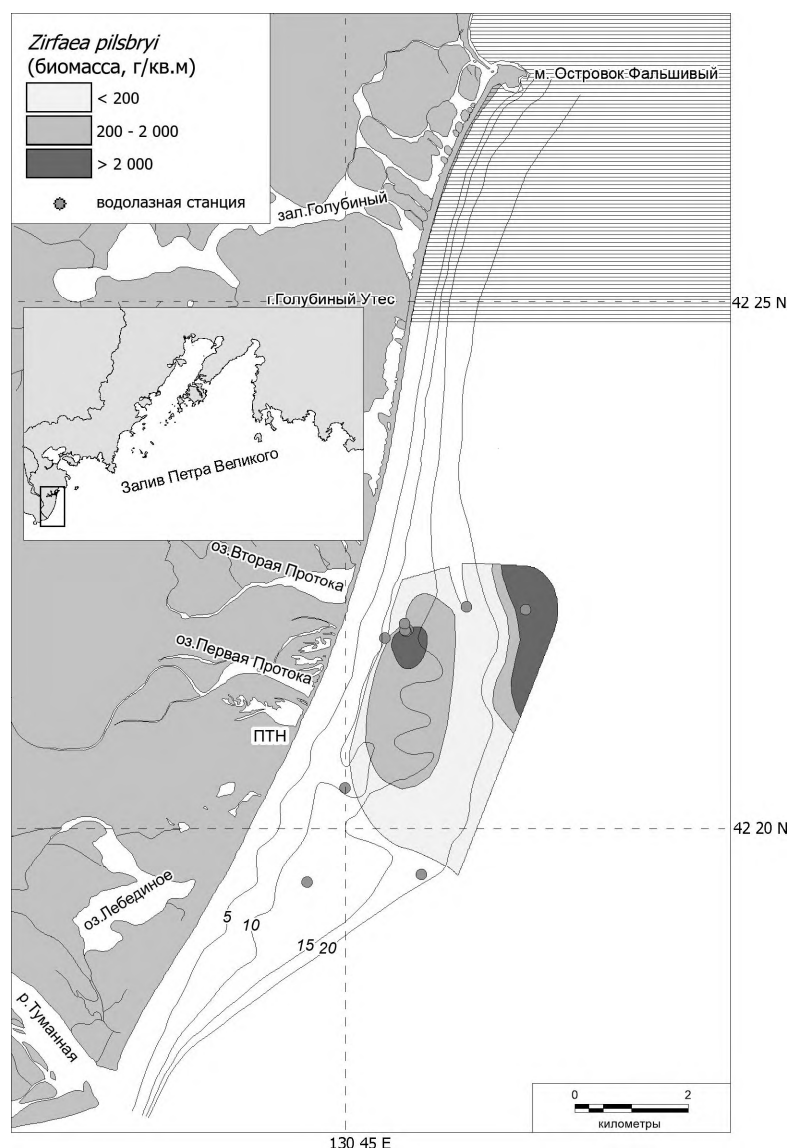 Zirfaea pilsbryi
(биомасса, г/кв.м)
< 200
200 - 2 000
> 2 000
водолазная станция
м. Островок Фальшивый
зал.Голубиный
г.Голубиный Утес
42 25 N
Залив Петра Великого
оз.Вторая Протока
оз.Первая Протока
ПТН
42 20 N
оз.Лебединое
5
10
15 20
р.Туманная
0 2
километры
130 45 E